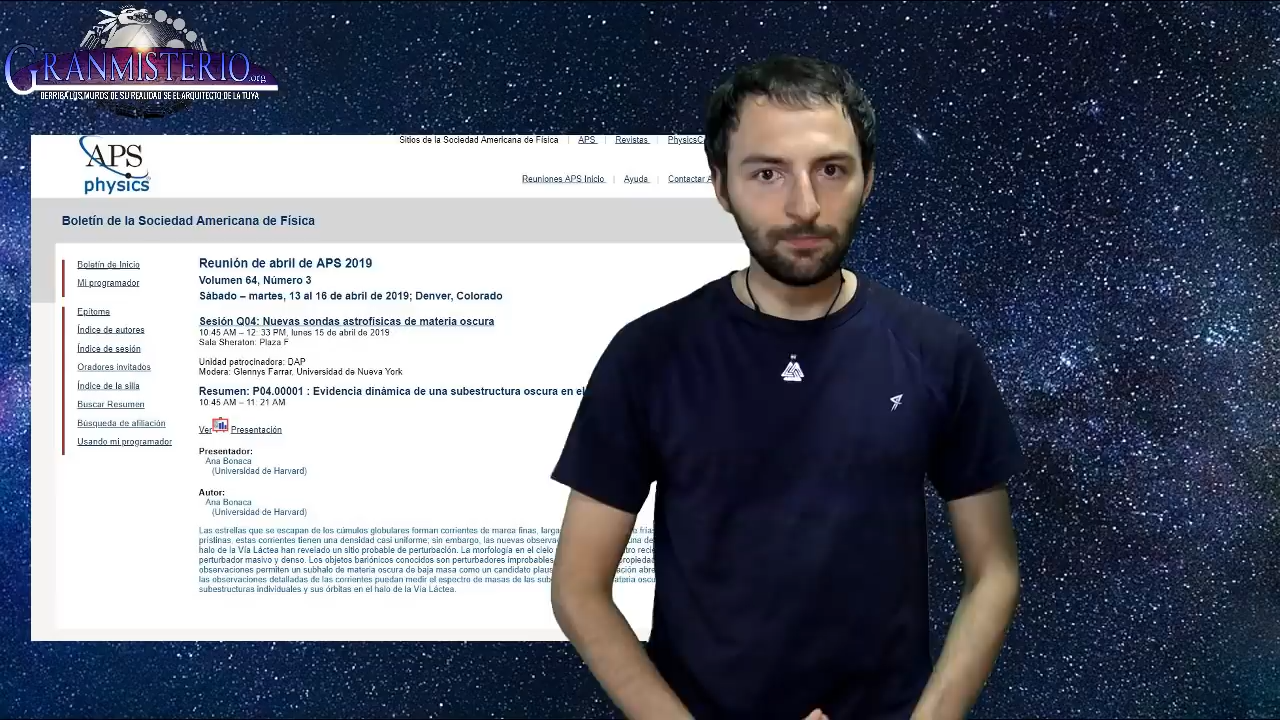 GRANMISTERIO.org
DERRIBA LOS MUROS DE SU REALIDAD SE EL ARQUITECTO DE LA TUYA
APS
physics
Sitios de la Sociedad Americana de Física | APS | Revistas | PhysicsC
Reuniones APS Inicio | Ayuda | Contactar A
Boletín de la Sociedad Americana de Física
Boletín de Inicio
Mi programador
Epítome
Índice de autores
Índice de sesión
Oradores invitados
Índice de la silla
Buscar Resumen
Búsqueda de afiliación
Usando mi programador
Reunión de abril de APS 2019
Volumen 64, Número 3
Sábado – martes, 13 al 16 de abril de 2019; Denver, Colorado
Sesión Q04: Nuevas sondas astrofísicas de materia oscura
10:45 AM – 12: 33 PM, lunes 15 de abril de 2019
Sala Sheraton: Plaza F
Unidad patrocinadora: DAP
Modera: Glennys Farrar, Universidad de Nueva York
Resumen: P04.00001 : Evidencia dinámica de una subestructura oscura en el
10:45 AM – 11: 21 AM
Ver Presentación
Presentador:
Ana Bonaca
(Universidad de Harvard)
Autor:
Ana Bonaca
(Universidad de Harvard)
Las estrellas que se escapan de los cúmulos globulares forman corrientes de marea finas, larga e frías
prístinas, estas corrientes tienen una densidad casi uniforme; sin embargo, las nuevas observac una de
halo de la Vía Láctea han revelado un sitio probable de perturbación. La morfología en el cielo tro recie
perturbador masivo y denso. Los objetos bariónicos conocidos son perturbadores improbables ropiedad
observaciones permiten un subhalo de materia oscura de baja masa como un candidato plaus ación abre
las observaciones detalladas de las corrientes puedan medir el espectro de masas de las sub ateria oscu
subestructuras individuales y sus órbitas en el halo de la Vía Láctea.